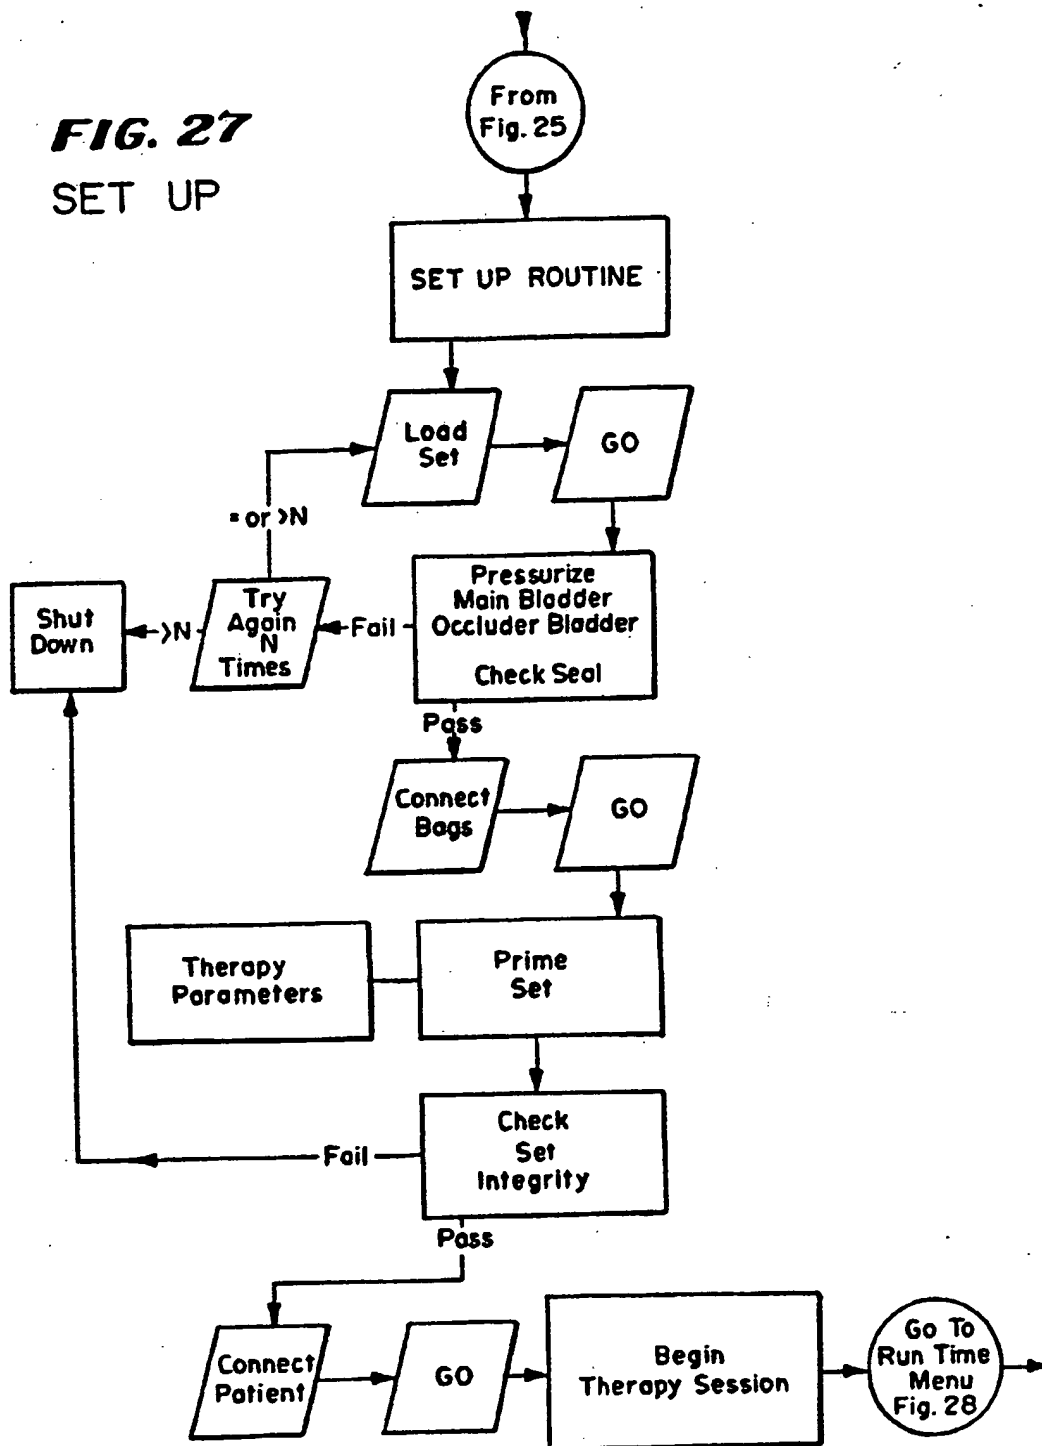 From
Fig. 25
FIG. 27
SET UP
SET UP ROUTINE
Load
Set
GO
= or >N
Pressurize
Main Bladder
Occluder Bladder
Check Seal
Shut
Down
>N
Try
Again
N
Times
Fail
Pass
Connect
Bags
GO
Therapy
Parameters
Prime
Set
Check
Set
Integrity
Fail
Pass
Connect
Patient
GO
Begin
Therapy Session
Go To
Run Time
Menu
Fig. 28